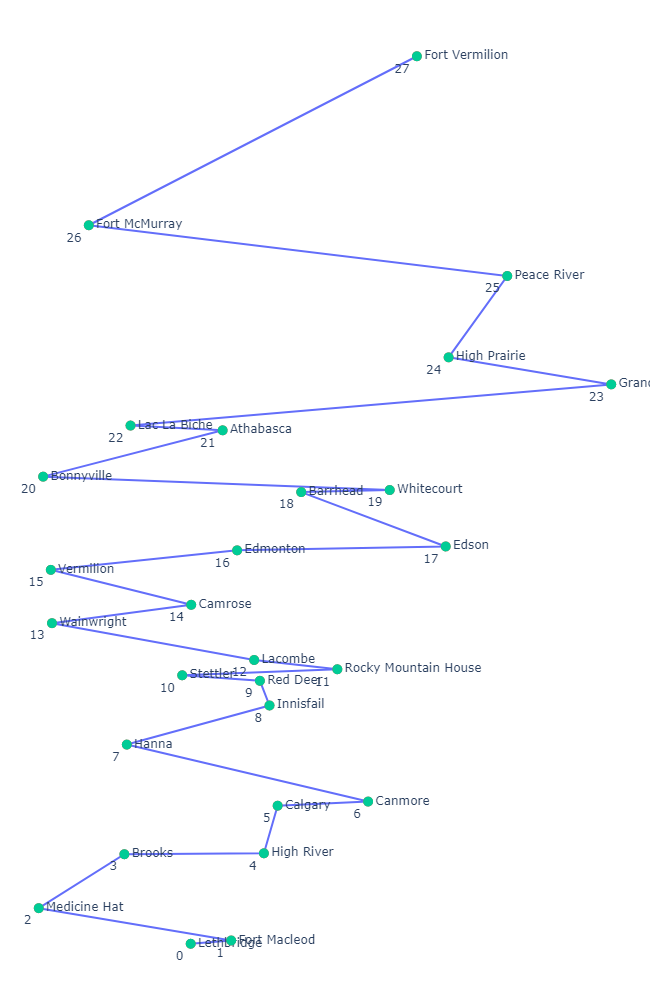 Fort Vermilion
27
Fort McMurray
26
Peace River
25
High Prairie
24
Grand
23
Lac La Biche
22
Athabasca
21
Bonnyville
20
Barrhead
18
Whitecourt
19
Edson
17
Edmonton
16
Vermilion
15
Camrose
14
Wainwright
13
Lacombe
12
Rocky Mountain House
11
Stettler
10
Red Deer
9
Innisfail
8
Hanna
7
Canmore
6
Calgary
5
High River
4
Brooks
3
Medicine Hat
2
Fort Macleod
1
Lethbridge
0